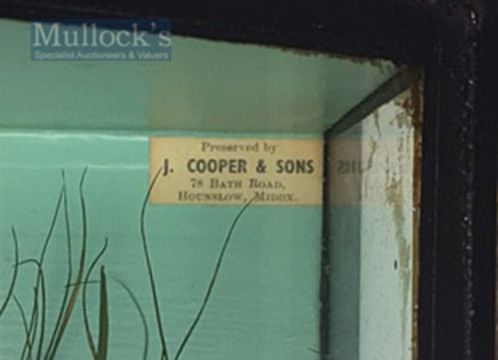 Mullock's
Specialist Auctioneers & Valuers
Preserved by
J. COOPER & SONS
78 BATH ROAD,
HOUNSLOW, MIDDX.